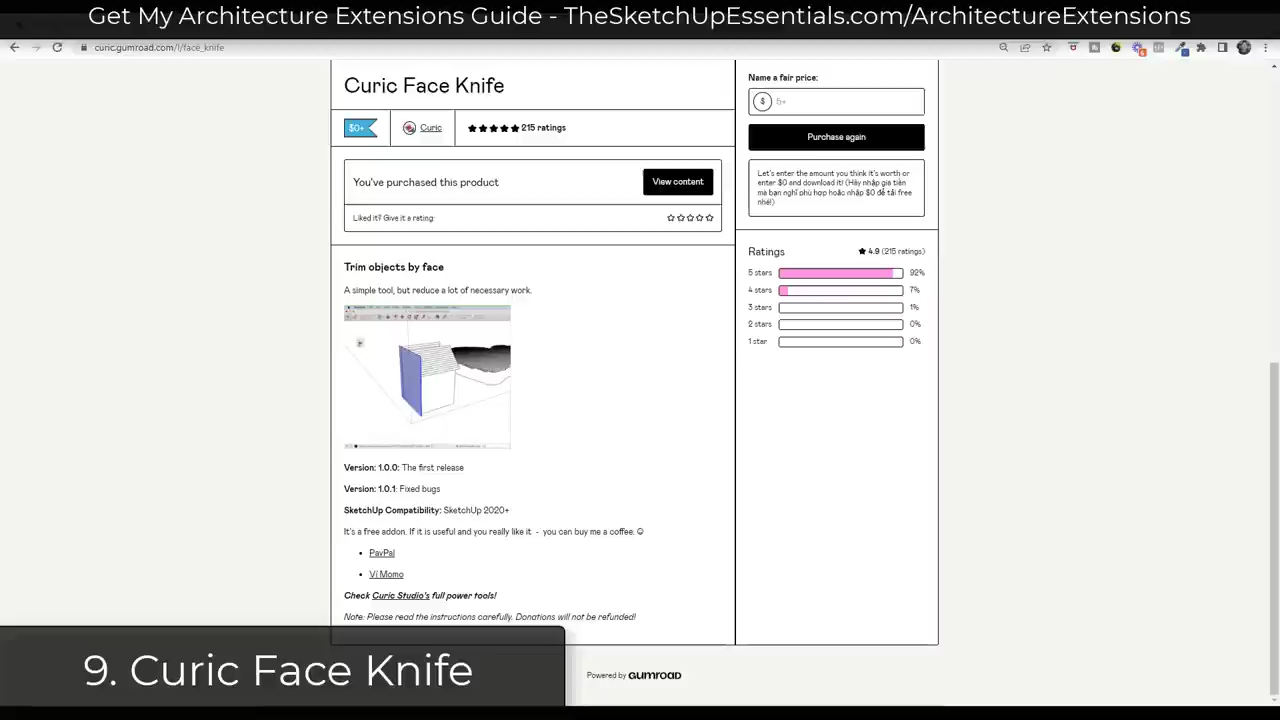 Get My Architecture Extensions Guide - TheSketchUpEssentials.com/ArchitectureExtensions
curic.gumroad.com/l/face_knife
Curic Face Knife
$0+
Curic
215 ratings
You've purchased this product
View content
Liked it? Give it a rating:
Trim objects by face
A simple tool, but reduce a lot of necessary work.
Version: 1.0.0: The first release
Version: 1.0.1: Fixed bugs
SketchUp Compatibility: SketchUp 2020+
It's a free addon. If it is useful and you really like it - you can buy me a coffee: ☺
• PayPal
• Ví Momo
Check Curic Studio's full power tools!
Note: Please read the instructions carefully. Donations will not be refunded!
Name a fair price:
$ 5+
Purchase again
Let's enter the amount you think it's worth or
enter $0 and download it! (Hãy nhập giá tiền
mà bạn nghĩ phù hợp hoặc nhập $0 để tải free
nhé!)
Ratings
4.9 (215 ratings)
5 stars 92%
4 stars 7%
3 stars 1%
2 stars 0%
1 star 0%
Powered by GUMROAD
9. Curic Face Knife